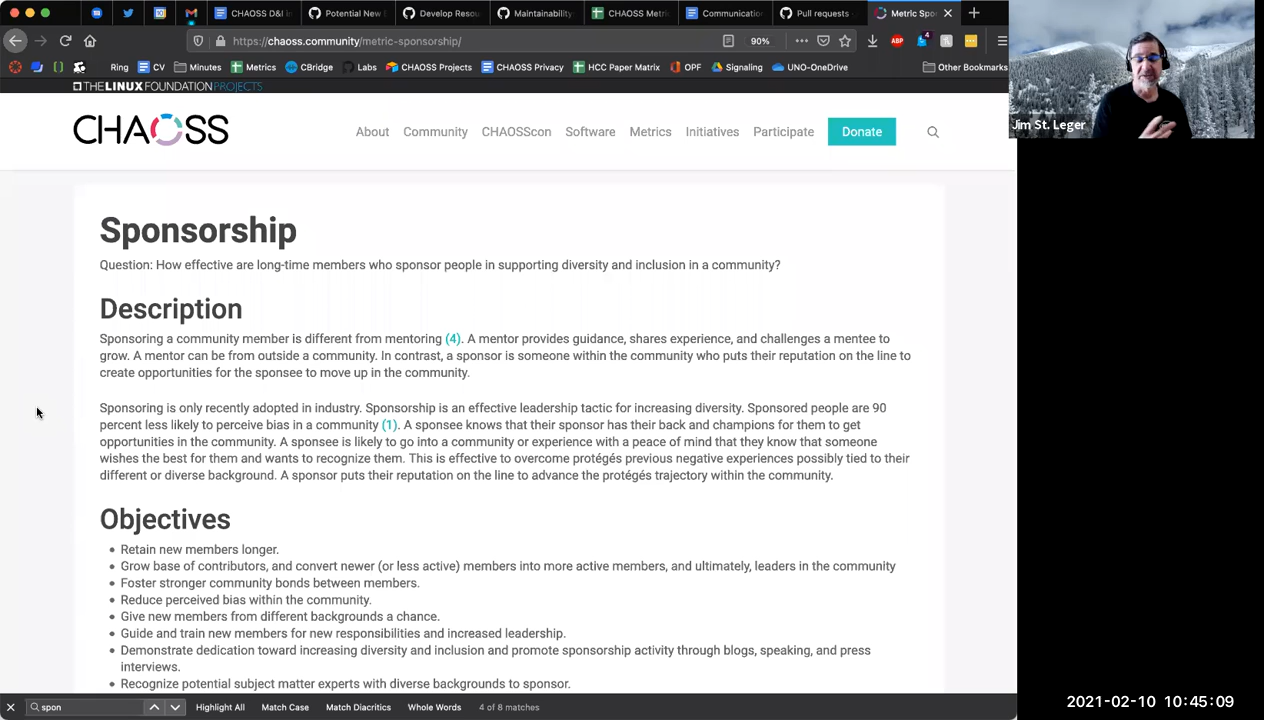 CHAOSS D&I
Potential New
Develop Resou
Maintainability
CHAOSS Metri
Communication
Pull requests
Metric Spo
https://chaoss.community/metric-sponsorship/
90%
ABP
4
Ring
CV
Minutes
Metrics
CBridge
Labs
CHAOSS Projects
CHAOSS Privacy
HCC Paper Matrix
OPF
Signaling
UNO-OneDrive
Other Bookmarks
THE LINUX FOUNDATION PROJECTS
CHAOSS
About
Community
CHAOSScon
Software
Metrics
Initiatives
Participate
Donate
Sponsorship
Question: How effective are long-time members who sponsor people in supporting diversity and inclusion in a community?
Description
Sponsoring a community member is different from mentoring (4). A mentor provides guidance, shares experience, and challenges a mentee to
grow. A mentor can be from outside a community. In contrast, a sponsor is someone within the community who puts their reputation on the line to
create opportunities for the sponsee to move up in the community.
Sponsoring is only recently adopted in industry. Sponsorship is an effective leadership tactic for increasing diversity. Sponsored people are 90
percent less likely to perceive bias in a community (1). A sponsee knows that their sponsor has their back and champions for them to get
opportunities in the community. A sponsee is likely to go into a community or experience with a peace of mind that they know that someone
wishes the best for them and wants to recognize them. This is effective to overcome protégés previous negative experiences possibly tied to their
different or diverse background. A sponsor puts their reputation on the line to advance the protégés trajectory within the community.
Objectives
Retain new members longer.
Grow base of contributors, and convert newer (or less active) members into more active members, and ultimately, leaders in the community
Foster stronger community bonds between members.
Reduce perceived bias within the community.
Give new members from different backgrounds a chance.
Guide and train new members for new responsibilities and increased leadership.
Demonstrate dedication toward increasing diversity and inclusion and promote sponsorship activity through blogs, speaking, and press
interviews.
Recognize potential subject matter experts with diverse backgrounds to sponsor.
spon
Highlight All
Match Case
Match Diacritics
Whole Words
4 of 8 matches
Jim St. Leger
2021-02-10 10:45:09